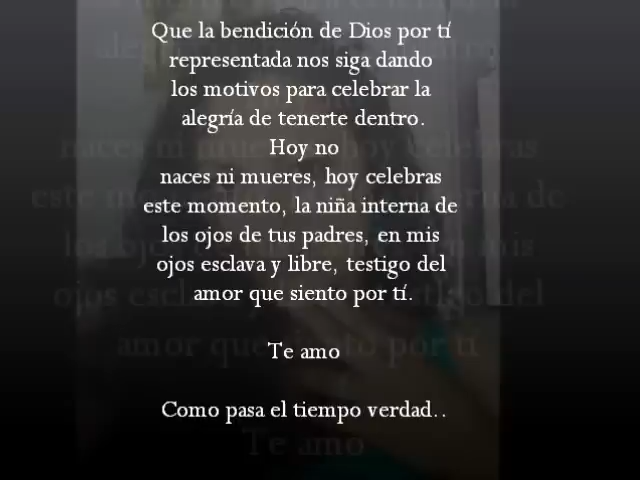 Que la bendición de Dios por tí
representada nos siga dando
los motivos para celebrar la
alegría de tenerte dentro.
Hoy no
naces ni mueres, hoy celebras
este momento, la niña interna de
los ojos de tus padres, en mis
ojos esclava y libre, testigo del
amor que siento por tí.
Te amo
Como pasa el tiempo verdad..